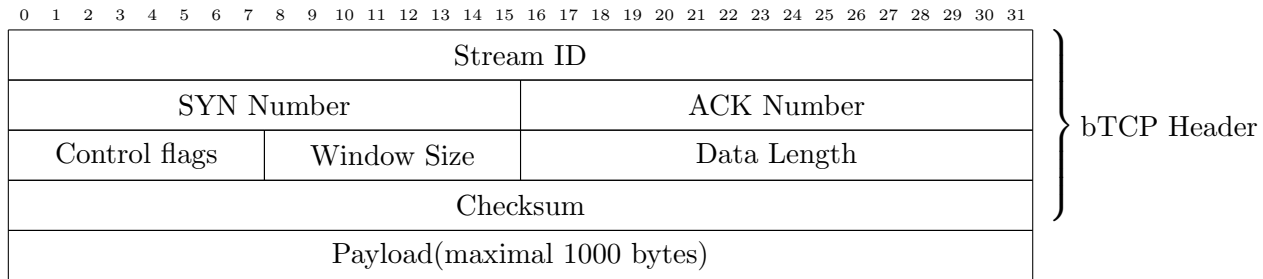 0 1 2 3 4 5 6 7 8 9 10 11 12 13 14 15 16 17 18 19 20 21 22 23 24 25 26 27 28 29 30 31
Stream ID
SYN Number ACK Number
bTCP Header
Control flags Window Size Data Length
Checksum
Payload(maximal 1000 bytes)